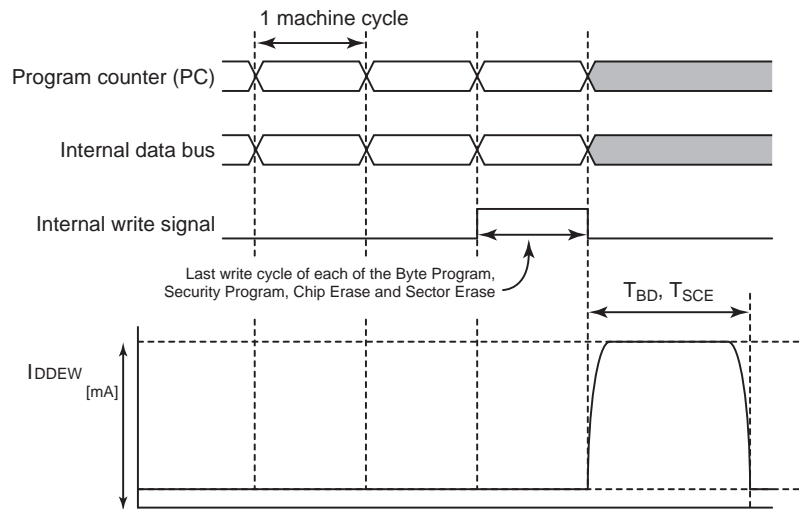 1 machine cycle
Program counter (PC)
Internal data bus
Internal write signal
Last write cycle of each of the Byte Program,
Security Program, Chip Erase and Sector Erase
TBD, TSCE
IDDEW
[mA]